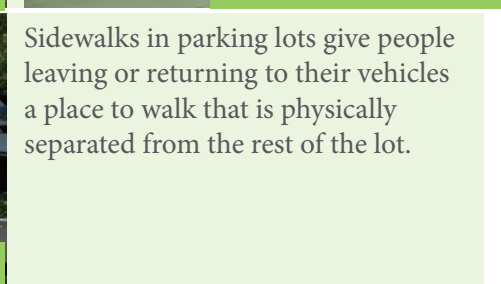 Sidewalks in parking lots give people
leaving or returning to their vehicles
a place to walk that is physically
separated from the rest of the lot.